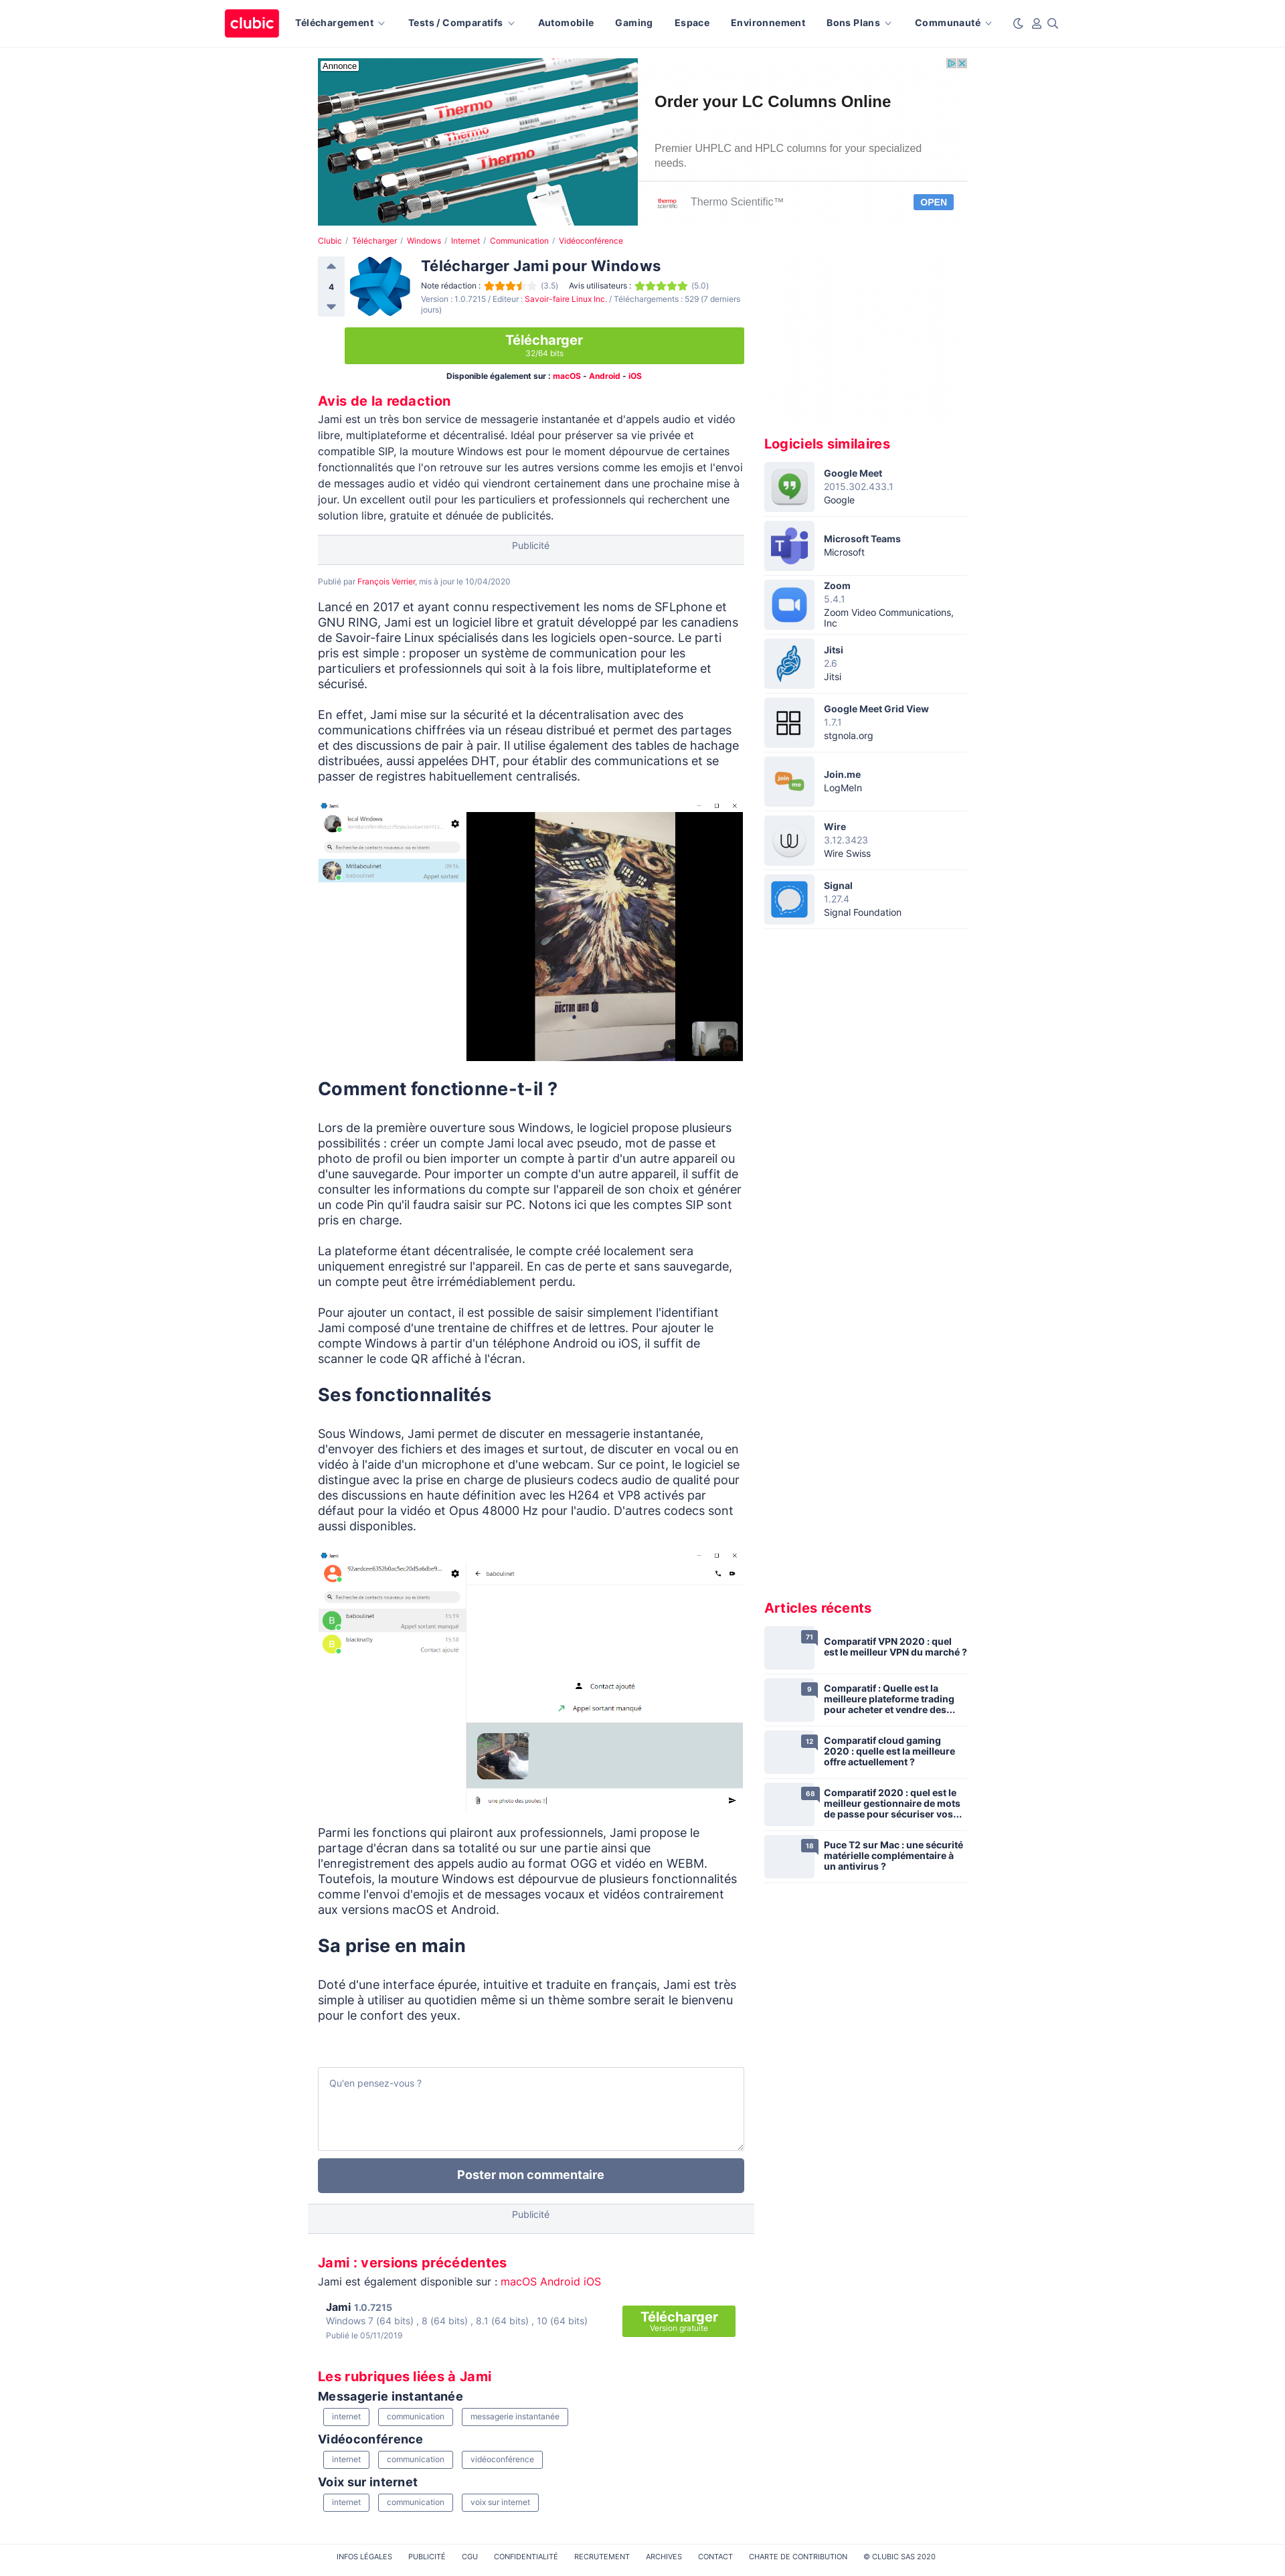 clubic
Téléchargement
Tests / Comparatifs
Automobile
Gaming
Espace
Environnement
Bons Plans
Communauté
Annonce
Thermo
Thermo
Thermo
Order your LC Columns Online
Premier UHPLC and HPLC columns for your specialized
needs.
thermo
scientific
Thermo Scientific™
OPEN
Clubic / Télécharger / Windows / Internet / Communication / Vidéoconférence
4
Télécharger Jami pour Windows
Note rédaction : (3.5) Avis utilisateurs : (5.0)
Version : 1.0.7215 / Editeur : Savoir-faire Linux Inc. / Téléchargements : 529 (7 derniers
jours)
Télécharger
32/64 bits
Disponible également sur : macOS - Android - iOS
Avis de la redaction
Jami est un très bon service de messagerie instantanée et d'appels audio et vidéo
libre, multiplateforme et décentralisé. Idéal pour préserver sa vie privée et
compatible SIP, la mouture Windows est pour le moment dépourvue de certaines
fonctionnalités que l'on retrouve sur les autres versions comme les emojis et l'envoi
de messages audio et vidéo qui viendront certainement dans une prochaine mise à
jour. Un excellent outil pour les particuliers et professionnels qui recherchent une
solution libre, gratuite et dénuée de publicités.
Publicité
Publié par François Verrier, mis à jour le 10/04/2020
Lancé en 2017 et ayant connu respectivement les noms de SFLphone et
GNU RING, Jami est un logiciel libre et gratuit développé par les canadiens
de Savoir-faire Linux spécialisés dans les logiciels open-source. Le parti
pris est simple : proposer un système de communication pour les
particuliers et professionnels qui soit à la fois libre, multiplateforme et
sécurisé.
En effet, Jami mise sur la sécurité et la décentralisation avec des
communications chiffrées via un réseau distribué et permet des partages
et des discussions de pair à pair. Il utilise également des tables de hachage
distribuées, aussi appelées DHT, pour établir des communications et se
passer de registres habituellement centralisés.
Jami
local Windows
Recherche de contacts nouveaux ou existants
Mrblaboulinet
baboulinet
09:16
Appel sortant
DOCTOR WHO
Comment fonctionne-t-il ?
Lors de la première ouverture sous Windows, le logiciel propose plusieurs
possibilités : créer un compte Jami local avec pseudo, mot de passe et
photo de profil ou bien importer un compte à partir d'un autre appareil ou
d'une sauvegarde. Pour importer un compte d'un autre appareil, il suffit de
consulter les informations du compte sur l'appareil de son choix et générer
un code Pin qu'il faudra saisir sur PC. Notons ici que les comptes SIP sont
pris en charge.
La plateforme étant décentralisée, le compte créé localement sera
uniquement enregistré sur l'appareil. En cas de perte et sans sauvegarde,
un compte peut être irrémédiablement perdu.
Pour ajouter un contact, il est possible de saisir simplement l'identifiant
Jami composé d'une trentaine de chiffres et de lettres. Pour ajouter le
compte Windows à partir d'un téléphone Android ou iOS, il suffit de
scanner le code QR affiché à l'écran.
Ses fonctionnalités
Sous Windows, Jami permet de discuter en messagerie instantanée,
d'envoyer des fichiers et des images et surtout, de discuter en vocal ou en
vidéo à l'aide d'un microphone et d'une webcam. Sur ce point, le logiciel se
distingue avec la prise en charge de plusieurs codecs audio de qualité pour
des discussions en haute définition avec les H264 et VP8 activés par
défaut pour la vidéo et Opus 48000 Hz pour l'audio. D'autres codecs sont
aussi disponibles.
Jami
92aedcee6352b0ac5ec20d5a6dbe9...
Recherche de contacts nouveaux ou existants
baboulinet
15:19
Appel sortant manqué
blacknally
15:18
Contact ajouté
baboulinet
Contact ajouté
Appel sortant manqué
une photo des poules !
Parmi les fonctions qui plairont aux professionnels, Jami propose le
partage d'écran dans sa totalité ou sur une partie ainsi que
l'enregistrement des appels audio au format OGG et vidéo en WEBM.
Toutefois, la mouture Windows est dépourvue de plusieurs fonctionnalités
comme l'envoi d'emojis et de messages vocaux et vidéos contrairement
aux versions macOS et Android.
Sa prise en main
Doté d'une interface épurée, intuitive et traduite en français, Jami est très
simple à utiliser au quotidien même si un thème sombre serait le bienvenu
pour le confort des yeux.
Qu'en pensez-vous ?
Poster mon commentaire
Publicité
Jami : versions précédentes
Jami est également disponible sur : macOS Android iOS
Jami 1.0.7215
Windows 7 (64 bits) , 8 (64 bits) , 8.1 (64 bits) , 10 (64 bits)
Publié le 05/11/2019
Télécharger
Version gratuite
Les rubriques liées à Jami
Messagerie instantanée
internet communication messagerie instantanée
Vidéoconférence
internet communication vidéoconférence
Voix sur internet
internet communication voix sur internet
Logiciels similaires
Google Meet
2015.302.433.1
Google
Microsoft Teams
Microsoft
Zoom
5.4.1
Zoom Video Communications,
Inc
Jitsi
2.6
Jitsi
Google Meet Grid View
1.7.1
stgnola.org
join
me
Join.me
LogMeIn
Wire
3.12.3423
Wire Swiss
Signal
1.27.4
Signal Foundation
Articles récents
71
Comparatif VPN 2020 : quel
est le meilleur VPN du marché ?
9
Comparatif : Quelle est la
meilleure plateforme trading
pour acheter et vendre des...
12
Comparatif cloud gaming
2020 : quelle est la meilleure
offre actuellement ?
68
Comparatif 2020 : quel est le
meilleur gestionnaire de mots
de passe pour sécuriser vos...
18
Puce T2 sur Mac : une sécurité
matérielle complémentaire à
un antivirus ?
INFOS LÉGALES PUBLICITÉ CGU CONFIDENTIALITÉ RECRUTEMENT ARCHIVES CONTACT CHARTE DE CONTRIBUTION © CLUBIC SAS 2020